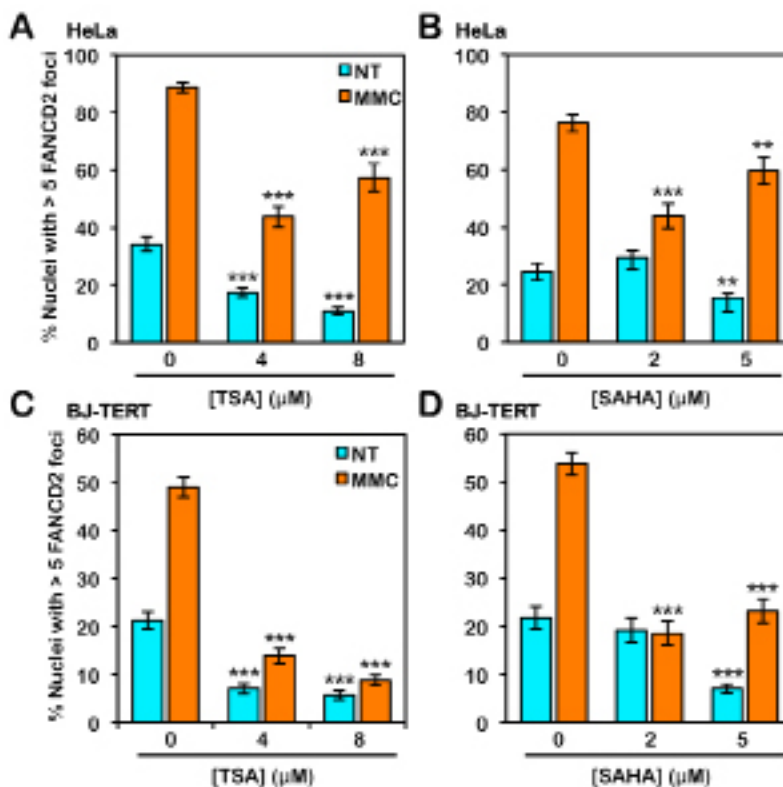 A HeLa
% Nuclei with > 5 FANCD2 foci
100
80
60
40
20
0
NT
MMC
*** *** *** ***
0 4 8
[TSA] (μM)
B HeLa
100
80
60
40
20
0
*** ** **
0 2 5
[SAHA] (μM)
C BJ-TERT
% Nuclei with > 5 FANCD2 foci
60
50
40
30
20
10
0
NT
MMC
*** *** *** ***
0 4 8
[TSA] (μM)
D BJ-TERT
60
50
40
30
20
10
0
*** *** ***
0 2 5
[SAHA] (μM)